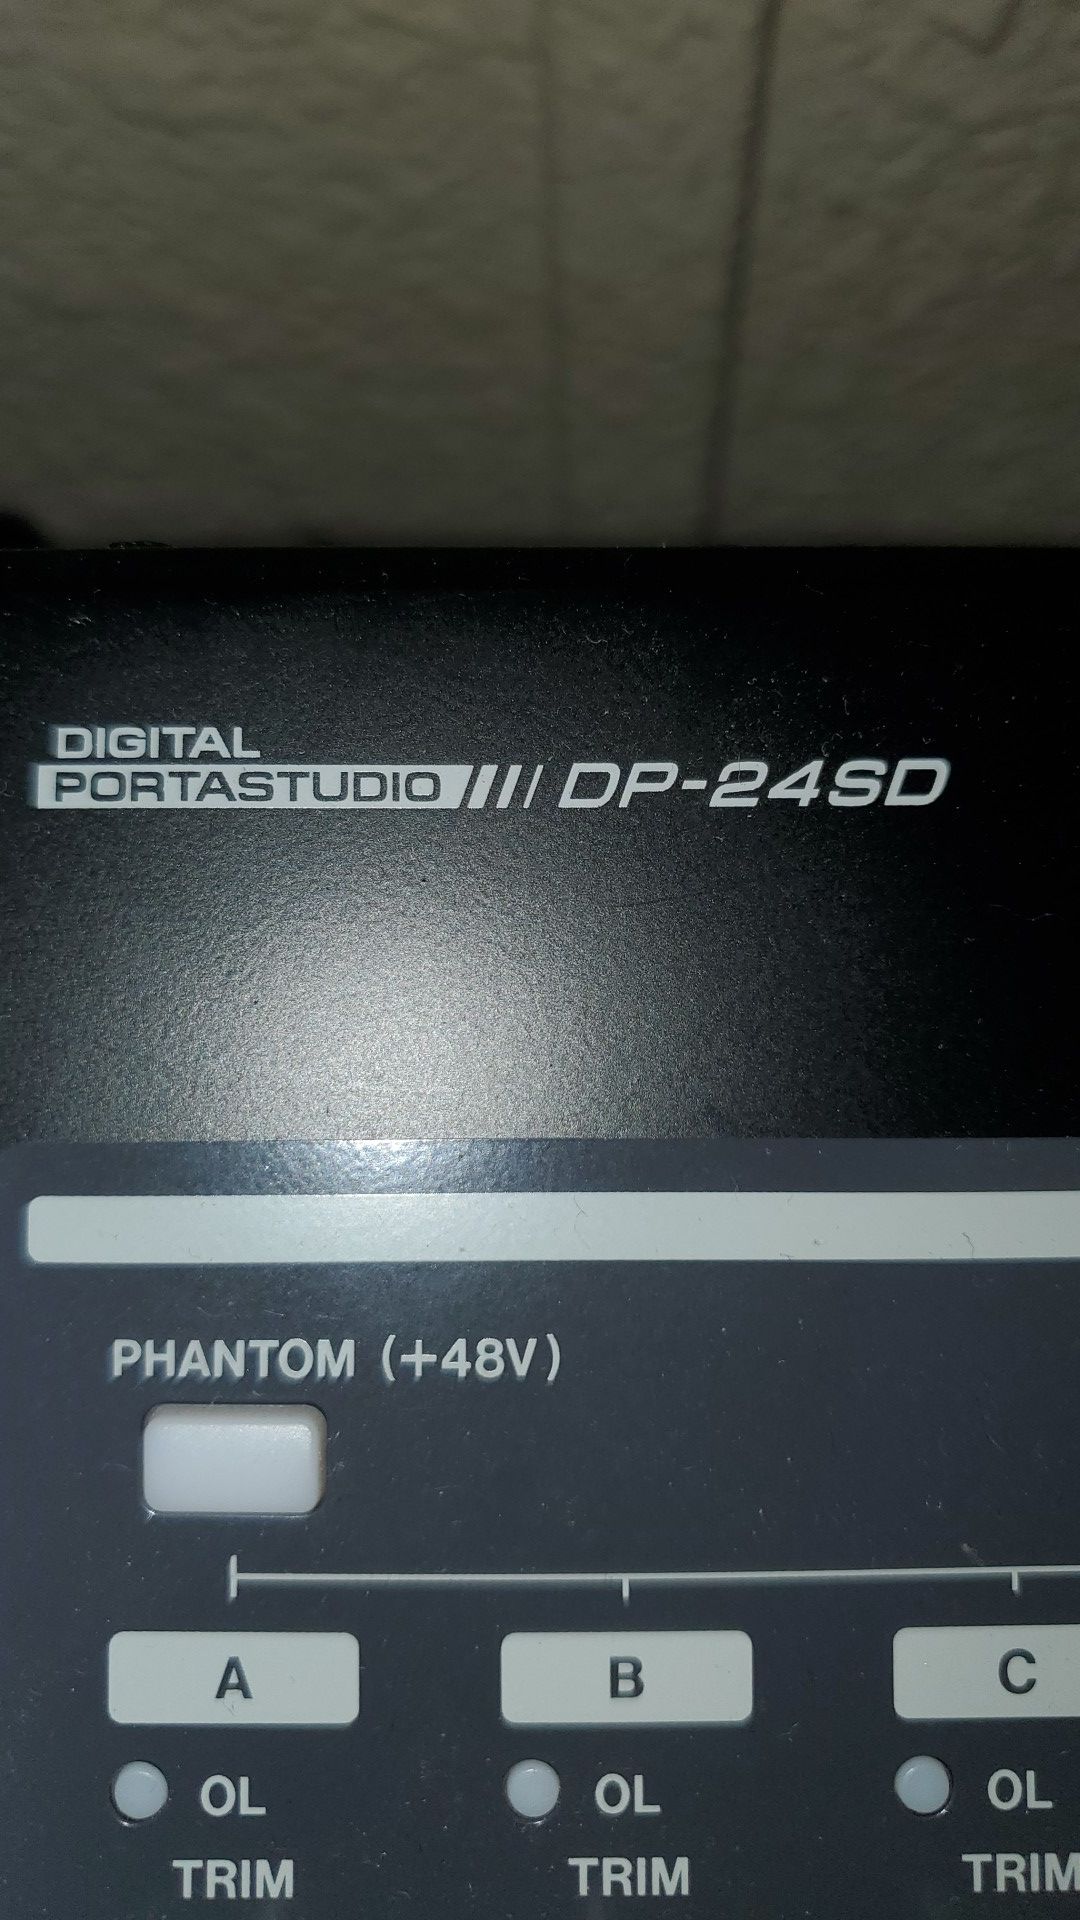 DIGITAL
PORTASTUDIO DP-24SD
PHANTOM (+48V)
A B C
OL OL OL
TRIM TRIM TRIM